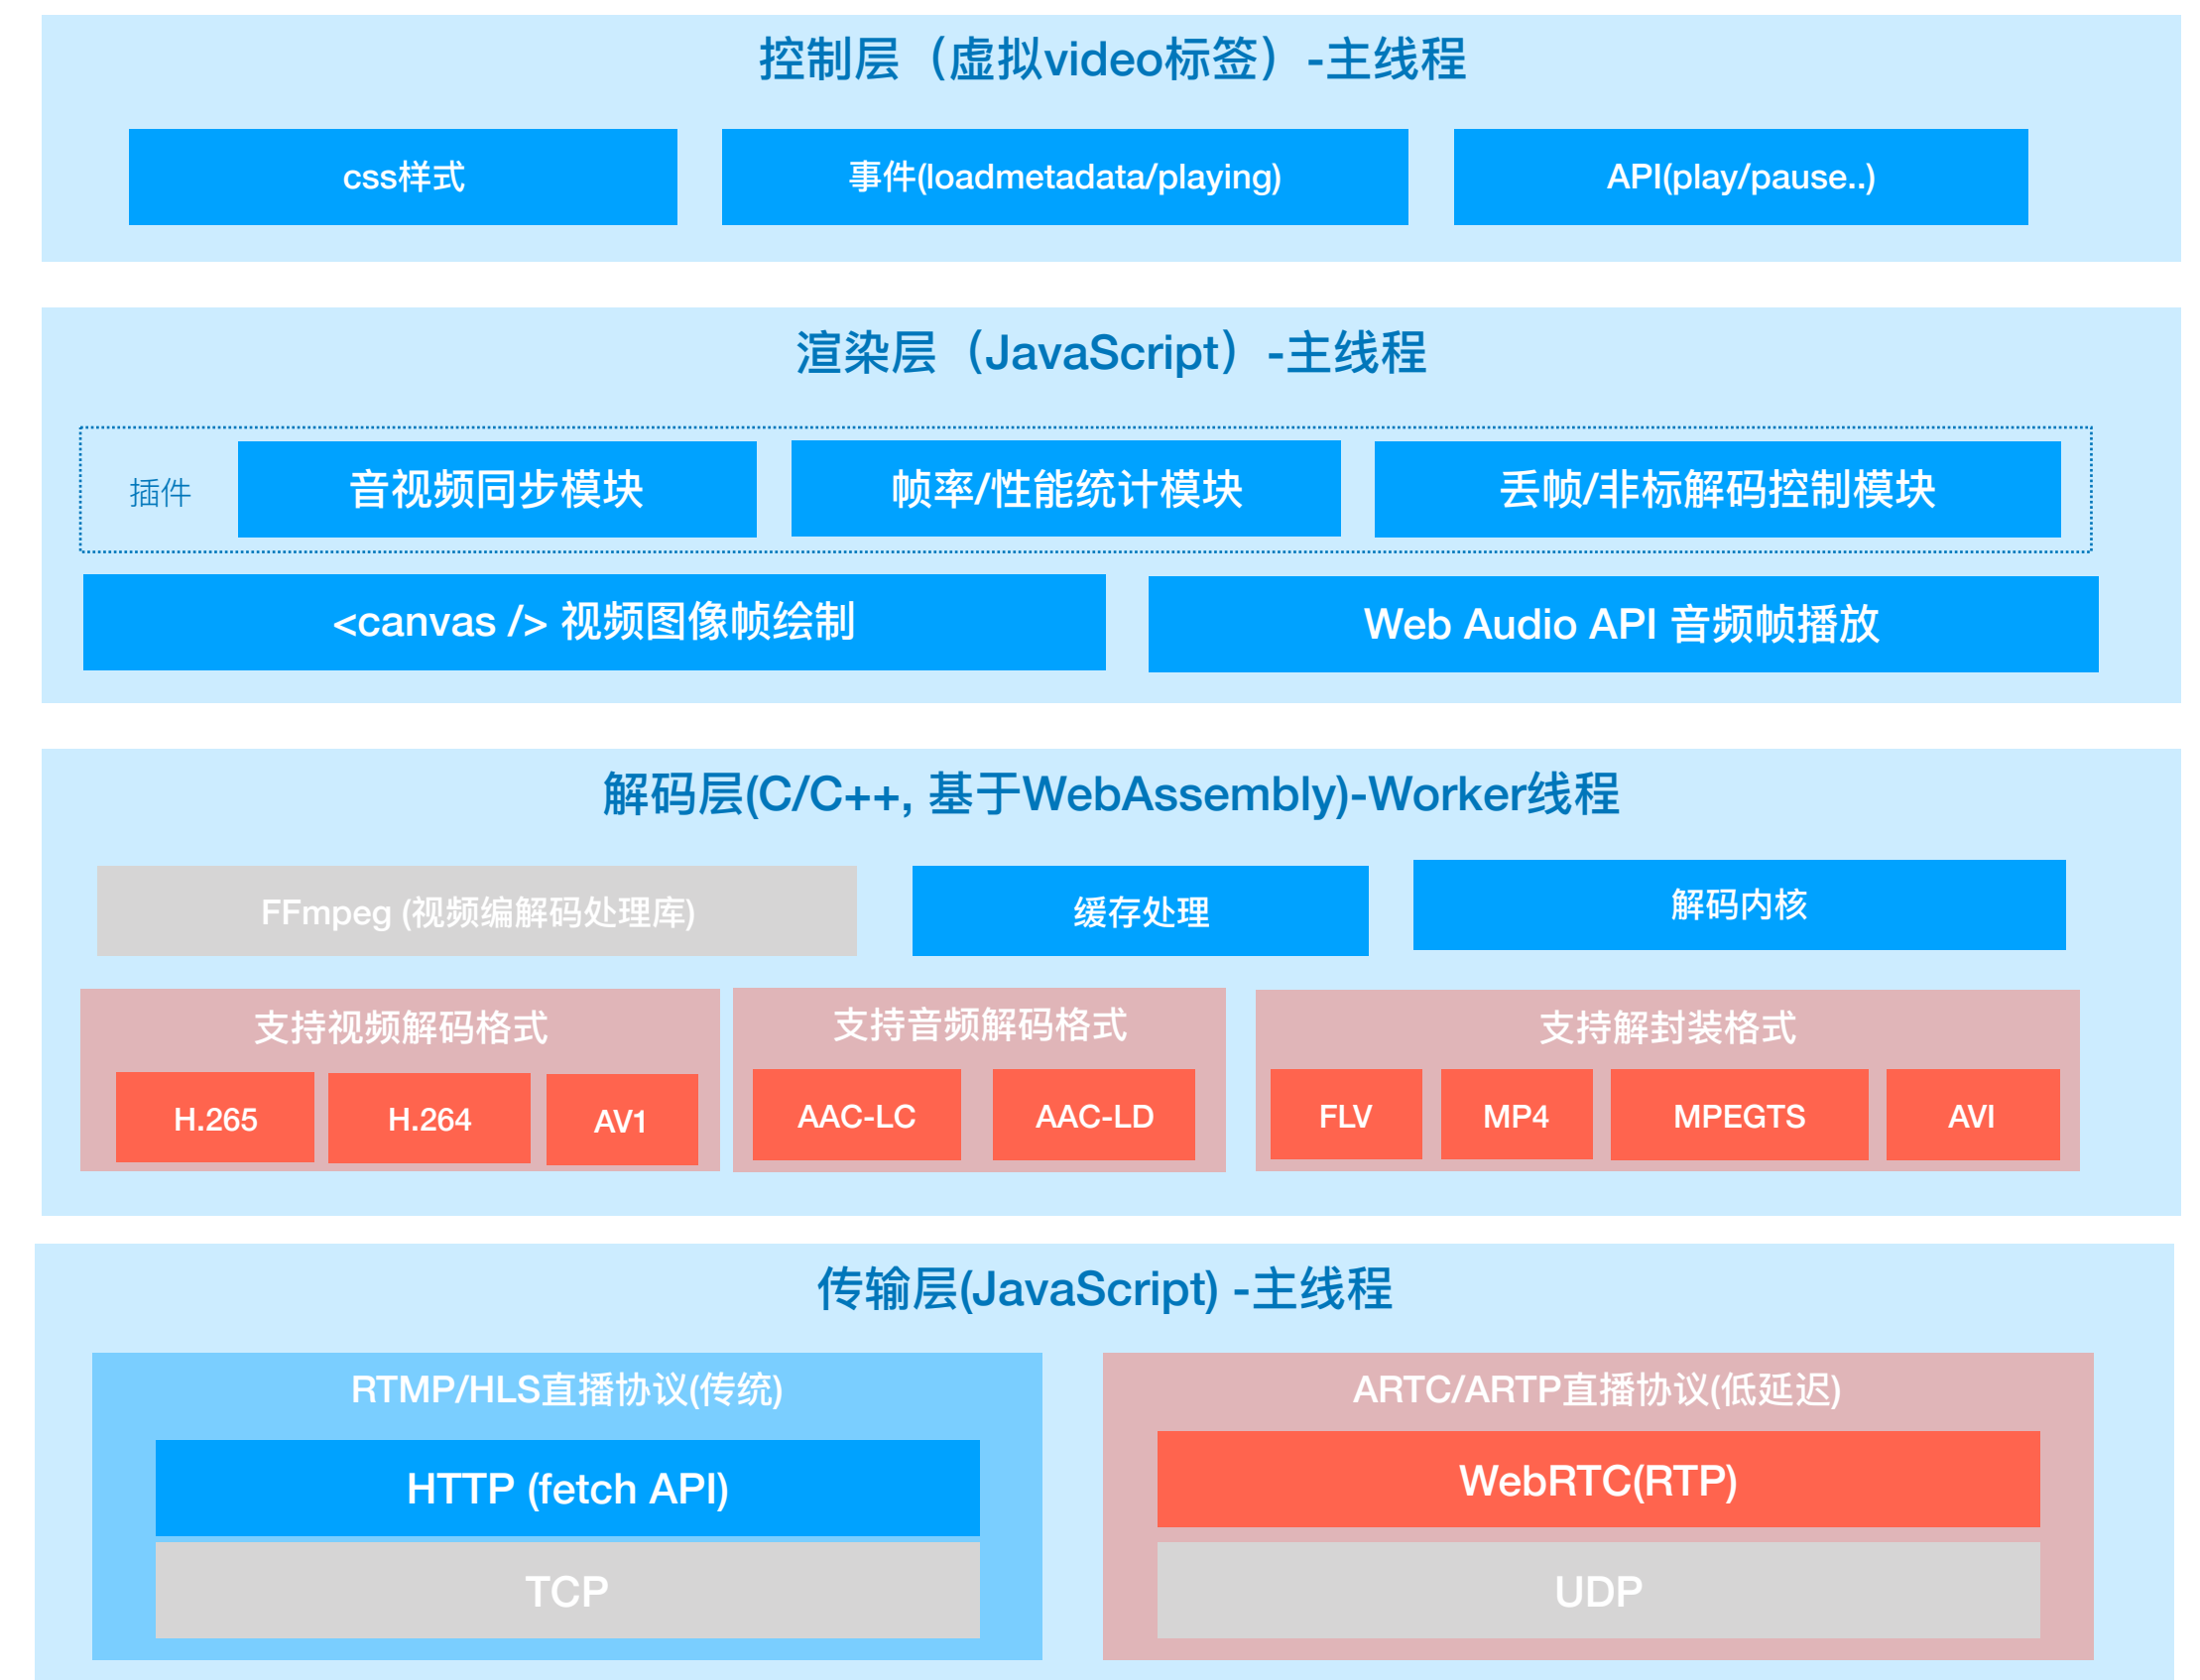 控制层（虚拟video标签）-主线程
css样式
事件(loadmetadata/playing)
API(play/pause..)
渲染层（JavaScript）-主线程
插件
音视频同步模块
帧率/性能统计模块
丢帧/非标解码控制模块
<canvas /> 视频图像帧绘制
Web Audio API 音频帧播放
解码层(C/C++, 基于WebAssembly)-Worker线程
FFmpeg (视频编解码处理库)
缓存处理
解码内核
支持视频解码格式
H.265
H.264
AV1
支持音频解码格式
AAC-LC
AAC-LD
支持解封装格式
FLV
MP4
MPEGTS
AVI
传输层(JavaScript) -主线程
RTMP/HLS直播协议(传统)
HTTP (fetch API)
TCP
ARTC/ARTP直播协议(低延迟)
WebRTC(RTP)
UDP